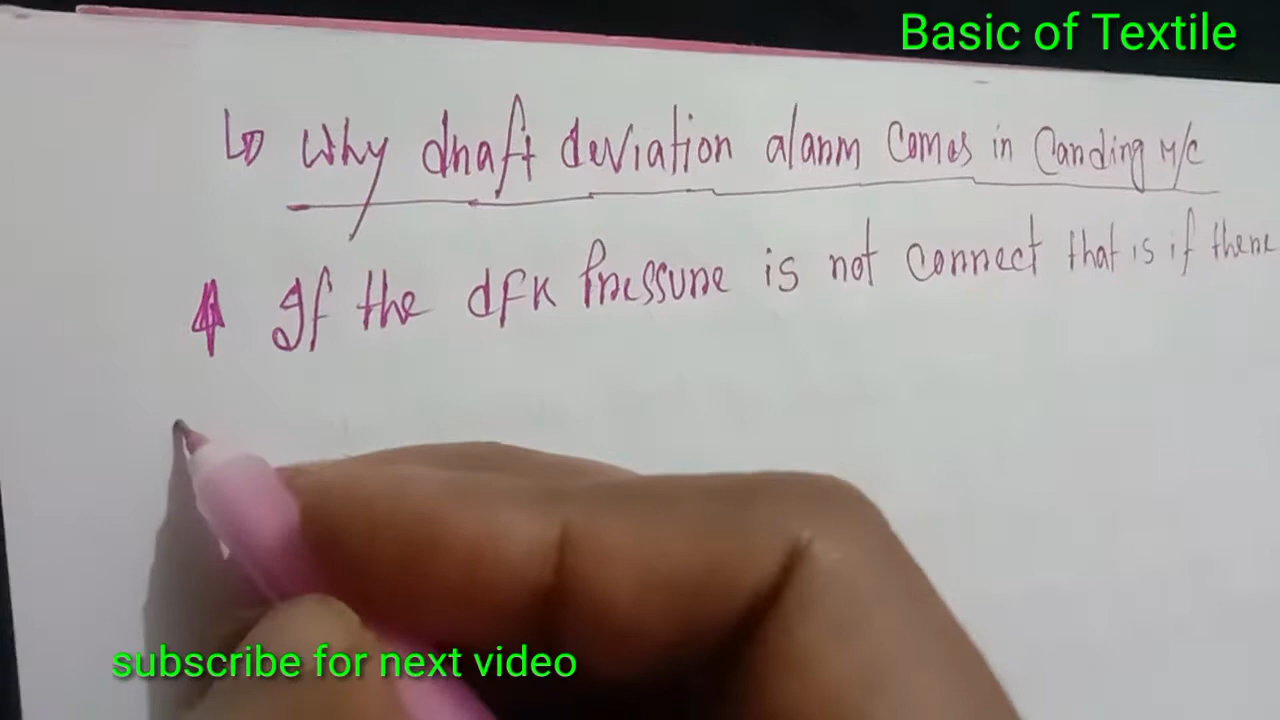 Basic of Textile
↳ Why draft deviation alarm comes in Carding M/c
If the dfk Pressure is not connect that is if there
subscribe for next video